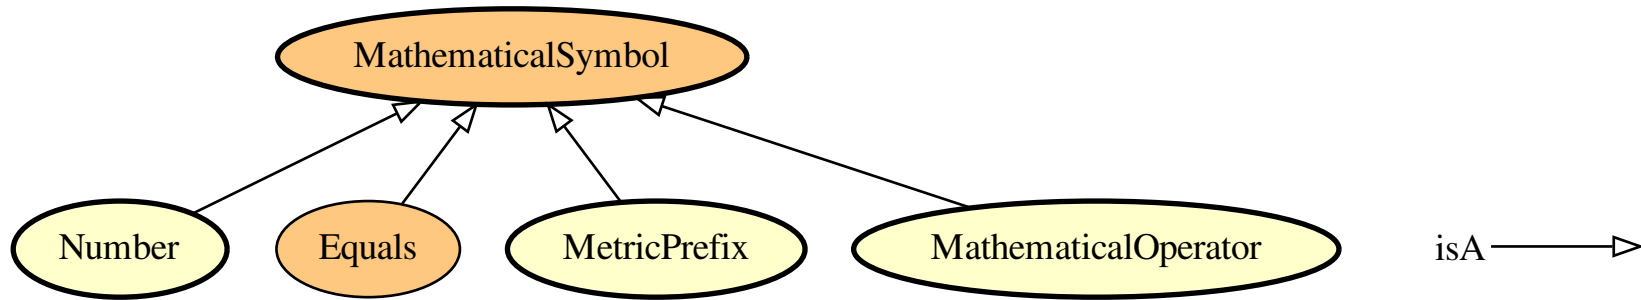 MathematicalSymbol
Number
Equals
MetricPrefix
MathematicalOperator
isA